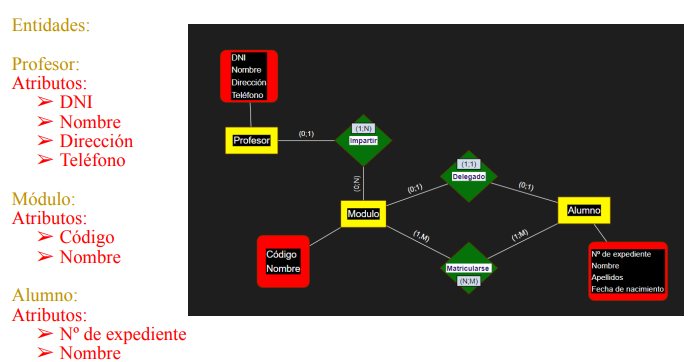 Entidades:
Profesor:
Atributos:
➢ DNI
➢ Nombre
➢ Dirección
➢ Teléfono
Módulo:
Atributos:
➢ Código
➢ Nombre
Alumno:
Atributos:
➢ Nº de expediente
➢ Nombre
DNI
Nombre
Dirección
Teléfono
Profesor
(0;1)
(1;N)
Impartir
(0;N)
Modulo
Código
Nombre
(0;1)
(1;1)
Delegado
(0;1)
Alumno
(1,M)
Matricularse
(N;M)
(1;M)
Nº de expediente
Nombre
Apellidos
Fecha de nacimiento